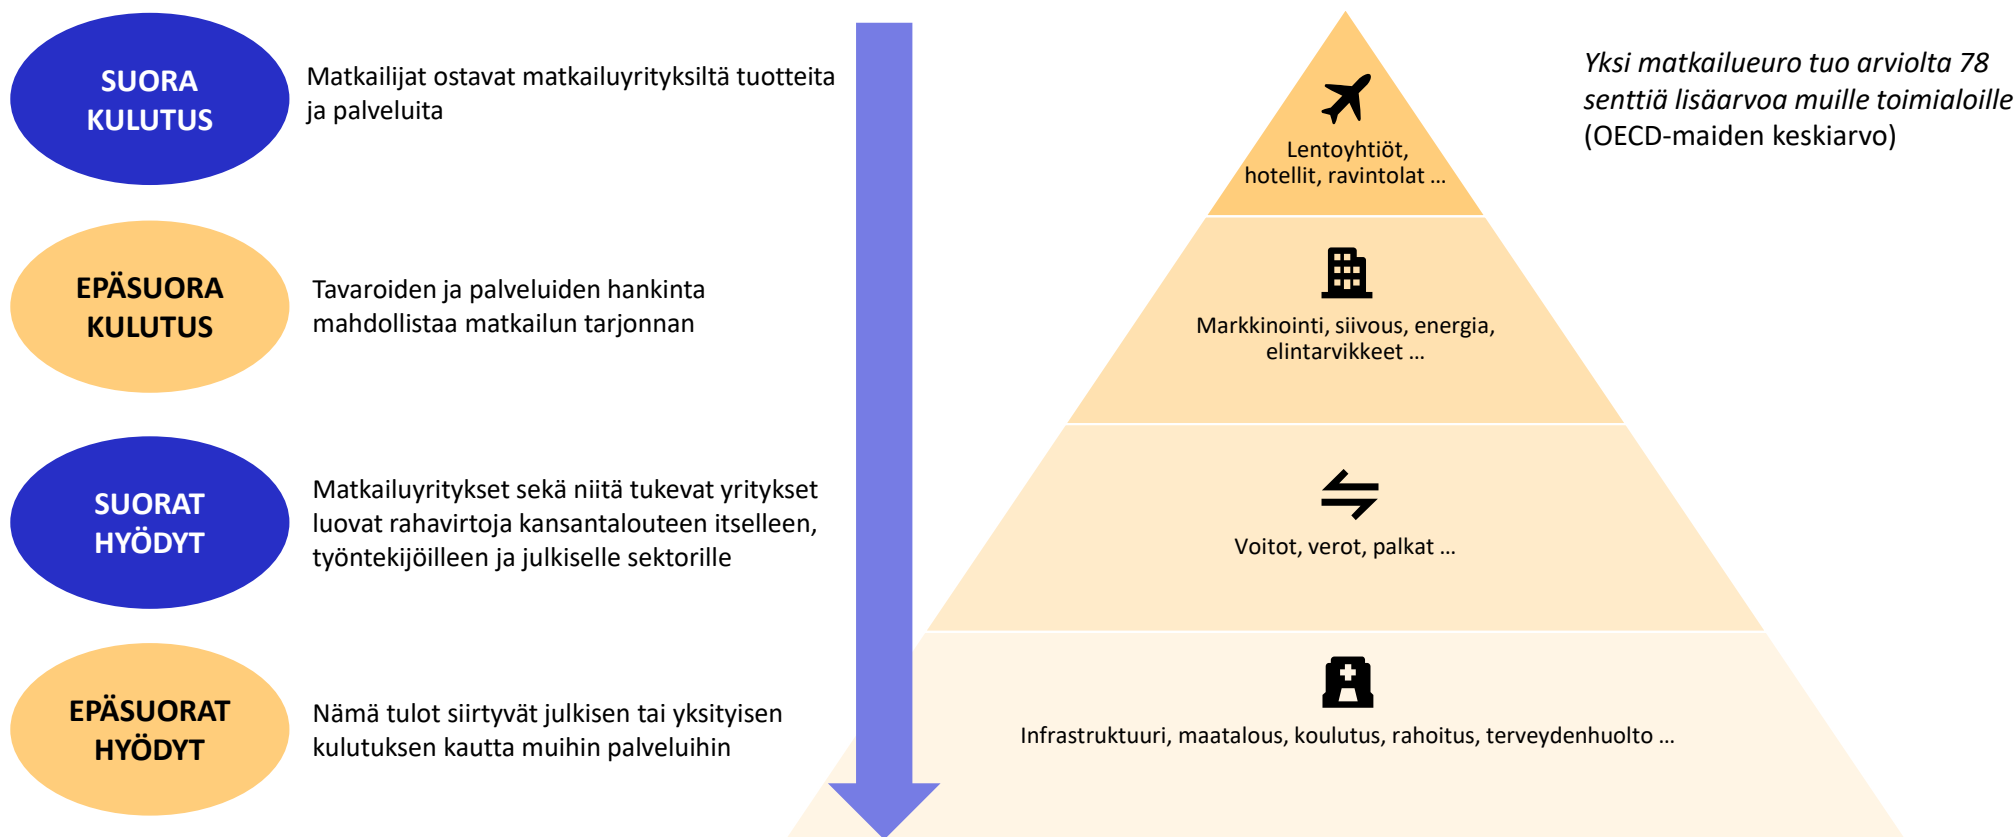 SUORA
KULUTUS
Matkailijat ostavat matkailuyrityksiltä tuotteita
ja palveluita
Lentoyhtiöt,
hotellit, ravintolat ...
Yksi matkailueuro tuo arviolta 78
senttiä lisäarvoa muille toimialoille
(OECD-maiden keskiarvo)
EPÄSUORA
KULUTUS
Tavaroiden ja palveluiden hankinta
mahdollistaa matkailun tarjonnan
Markkinointi, siivous, energia,
elintarvikkeet ...
SUORAT
HYÖDYT
Matkailuyritykset sekä niitä tukevat yritykset
luovat rahavirtoja kansantalouteen itselleen,
työntekijöilleen ja julkiselle sektorille
Voitot, verot, palkat ...
EPÄSUORAT
HYÖDYT
Nämä tulot siirtyvät julkisen tai yksityisen
kulutuksen kautta muihin palveluihin
Infrastruktuuri, maatalous, koulutus, rahoitus, terveydenhuolto ...